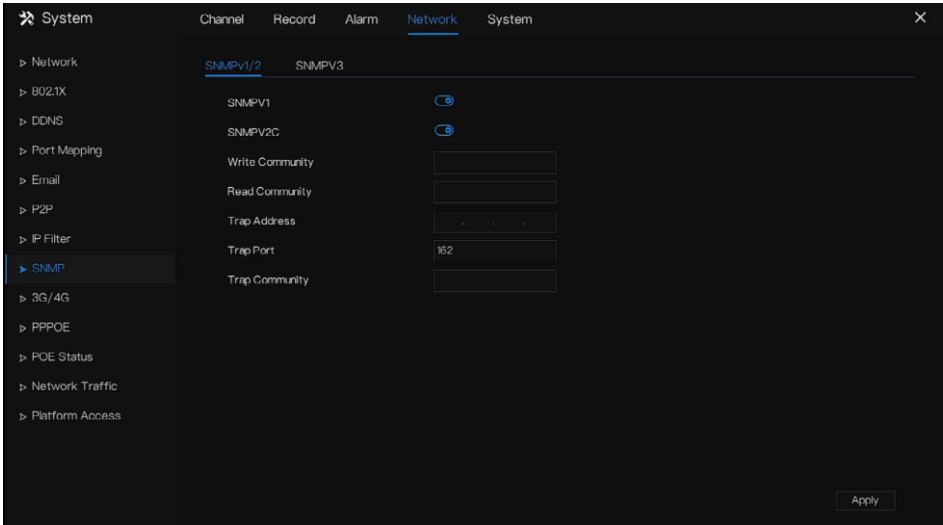 System
Channel Record Alarm Network System
Network
802.1X
DDNS
Port Mapping
Email
P2P
IP Filter
SNMP
3G/4G
PPPOE
POE Status
Network Traffic
Platform Access
SNMPv1/2 SNMPV3
SNMPV1
SNMPV2C
Write Community
Read Community
Trap Address . . .
Trap Port 162
Trap Community
Apply